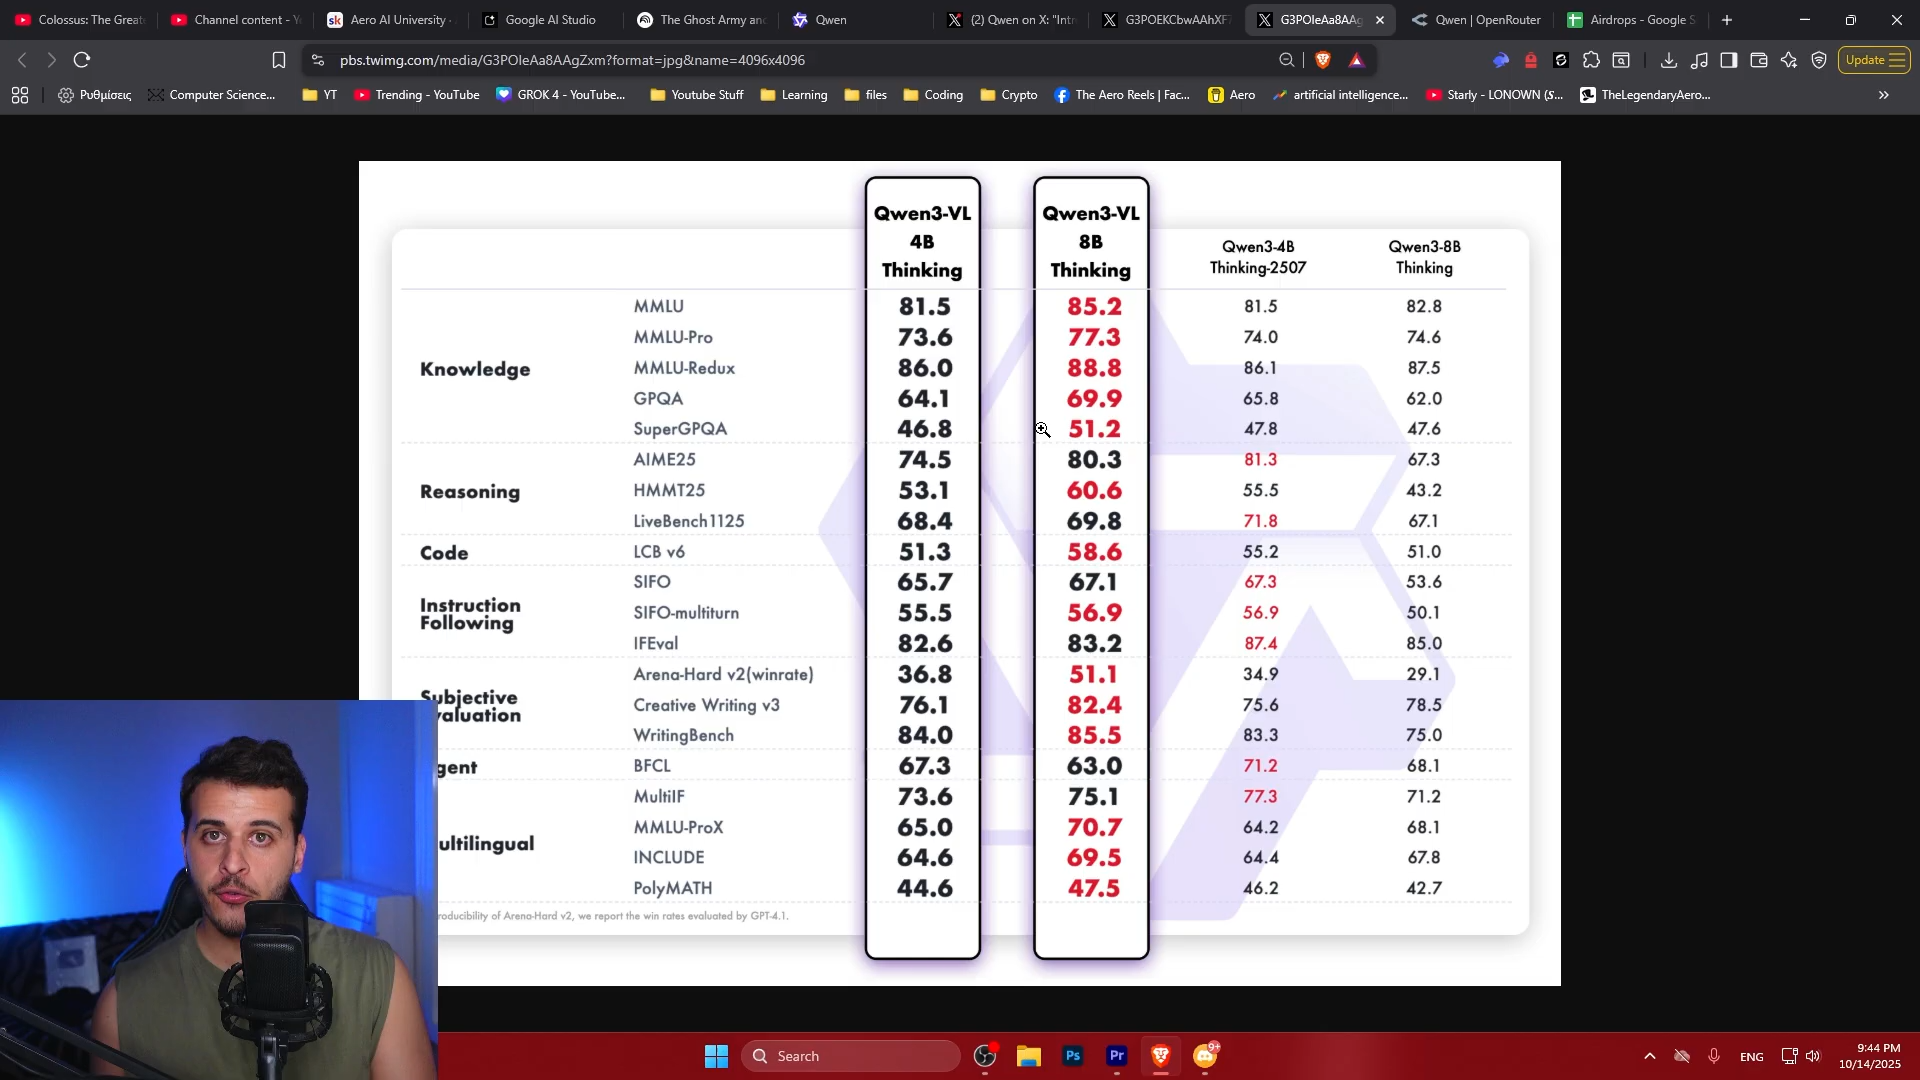 Colossus: The Great
Channel content - Y
Aero AI University -
Google AI Studio
The Ghost Army an
Qwen
(2) Qwen on X: "Intr
G3POEKCbwAAhXF
G3POIeAa8AAg
Qwen | OpenRouter
Airdrops - Google S
pbs.twimg.com/media/G3POIeAa8AAgZxm?format=jpg&name=4096x4096
Update
Ρυθμίσεις
Computer Science...
YT
Trending - YouTube
GROK 4 - YouTube...
Youtube Stuff
Learning
files
Coding
Crypto
The Aero Reels | Fac...
Aero
artificial intelligence...
Starly - LONOWN (S...
TheLegendaryAero...
Qwen3-VL
4B
Thinking
Qwen3-VL
8B
Thinking
Qwen3-4B
Thinking-2507
Qwen3-8B
Thinking
Knowledge
MMLU 81.5 85.2 81.5 82.8
MMLU-Pro 73.6 77.3 74.0 74.6
MMLU-Redux 86.0 88.8 86.1 87.5
GPQA 64.1 69.9 65.8 62.0
SuperGPQA 46.8 51.2 47.8 47.6
Reasoning
AIME25 74.5 80.3 81.3 67.3
HMMT25 53.1 60.6 55.5 43.2
LiveBench1125 68.4 69.8 71.8 67.1
Code
LCB v6 51.3 58.6 55.2 51.0
Instruction
Following
SIFO 65.7 67.1 67.3 53.6
SIFO-multiturn 55.5 56.9 56.9 50.1
IFEval 82.6 83.2 87.4 85.0
Subjective
valuation
Arena-Hard v2(winrate) 36.8 51.1 34.9 29.1
Creative Writing v3 76.1 82.4 75.6 78.5
WritingBench 84.0 85.5 83.3 75.0
gent
BFCL 67.3 63.0 71.2 68.1
ultilingual
MultiIF 73.6 75.1 77.3 71.2
MMLU-ProX 65.0 70.7 64.2 68.1
INCLUDE 64.6 69.5 64.4 67.8
PolyMATH 44.6 47.5 46.2 42.7
roducibility of Arena-Hard v2, we report the win rates evaluated by GPT-4.1.
Search
Ps
Pr
9+
ENG
9:44 PM
10/14/2025